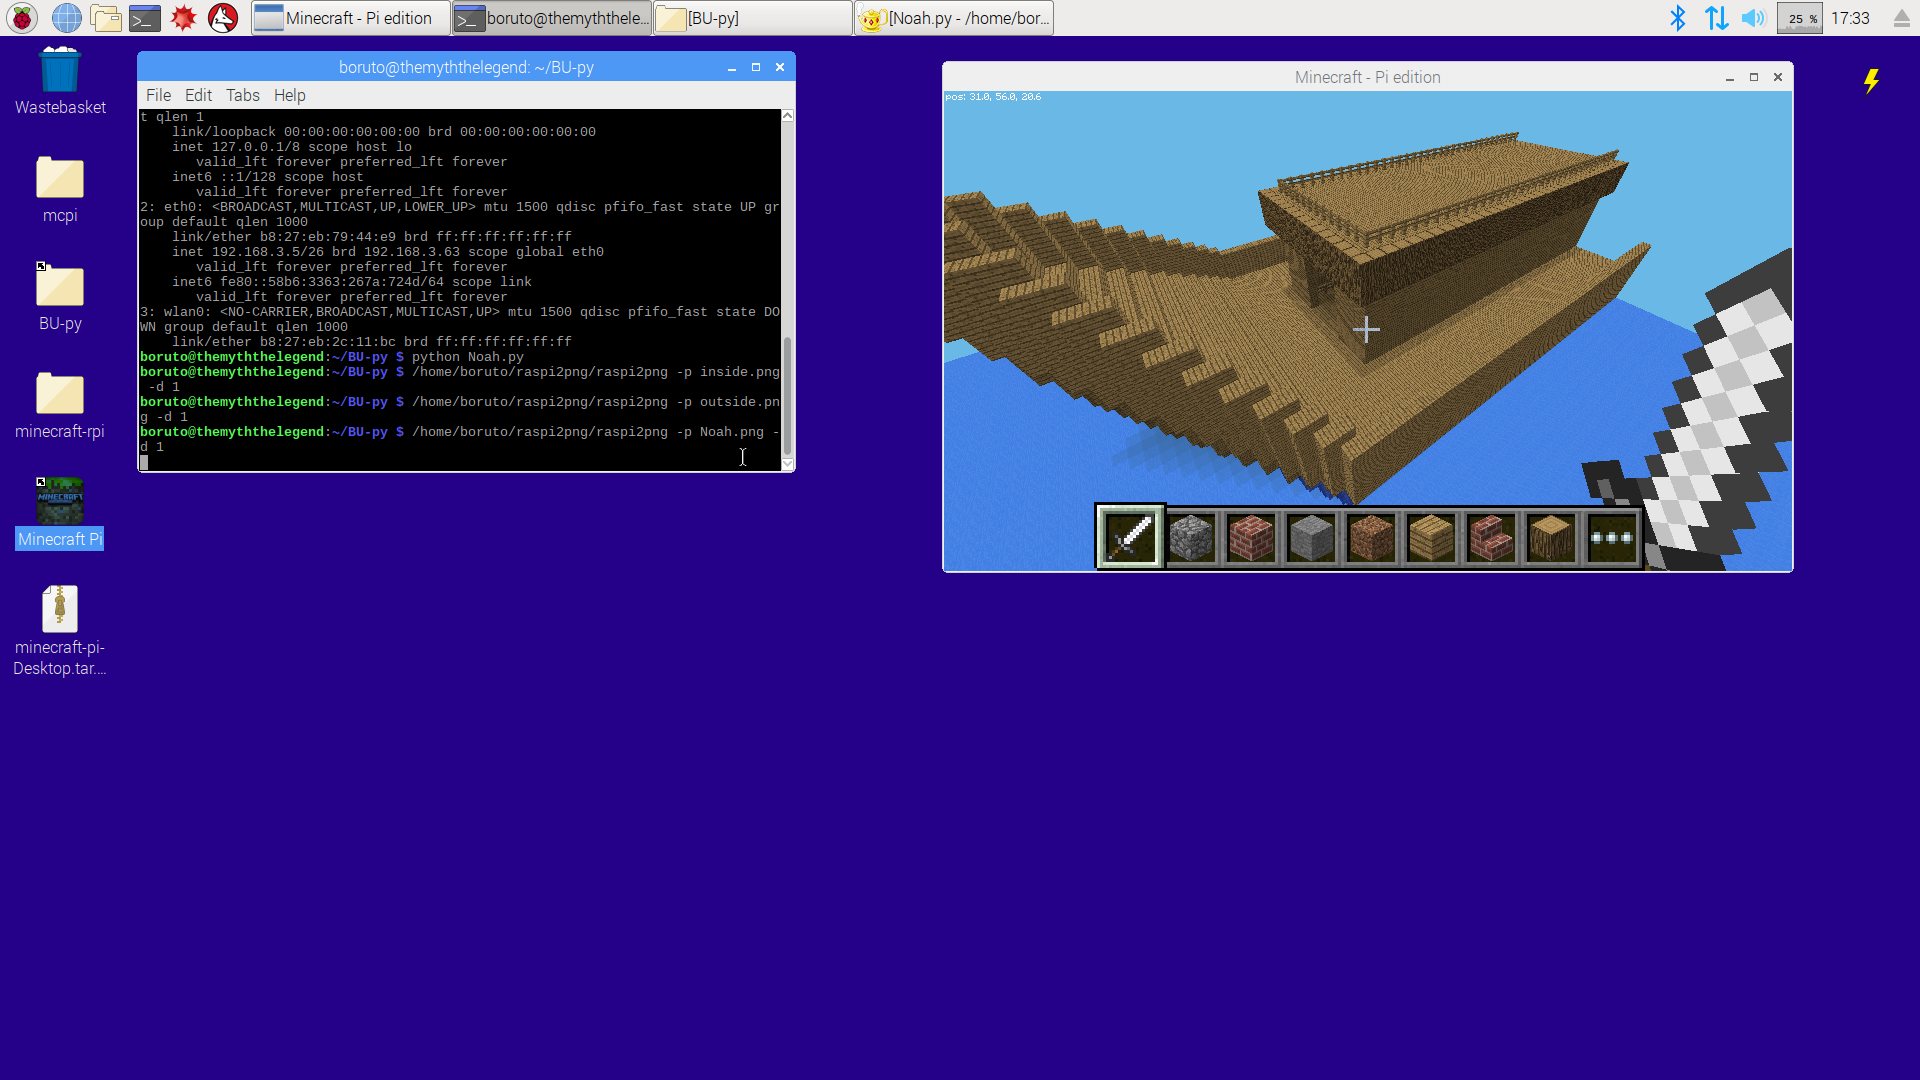 Minecraft - Pi edition
boruto@themyththele...
[BU-py]
[Noah.py - /home/bor...
25 %
17:33
Wastebasket
mcpi
BU-py
minecraft-rpi
MINECRAFT
Minecraft Pi
minecraft-pi-
Desktop.tar....
boruto@themyththelegend: ~/BU-py
File Edit Tabs Help
t qlen 1
    link/loopback 00:00:00:00:00:00 brd 00:00:00:00:00:00
    inet 127.0.0.1/8 scope host lo
       valid_lft forever preferred_lft forever
    inet6 ::1/128 scope host
       valid_lft forever preferred_lft forever
2: eth0: <BROADCAST,MULTICAST,UP,LOWER_UP> mtu 1500 qdisc pfifo_fast state UP gr
oup default qlen 1000
    link/ether b8:27:eb:79:44:e9 brd ff:ff:ff:ff:ff:ff
    inet 192.168.3.5/26 brd 192.168.3.63 scope global eth0
       valid_lft forever preferred_lft forever
    inet6 fe80::58b6:3363:267a:724d/64 scope link
       valid_lft forever preferred_lft forever
3: wlan0: <NO-CARRIER,BROADCAST,MULTICAST,UP> mtu 1500 qdisc pfifo_fast state DO
WN group default qlen 1000
    link/ether b8:27:eb:2c:11:bc brd ff:ff:ff:ff:ff:ff
boruto@themyththelegend:~/BU-py $ python Noah.py
boruto@themyththelegend:~/BU-py $ /home/boruto/raspi2png/raspi2png -p inside.png
 -d 1
boruto@themyththelegend:~/BU-py $ /home/boruto/raspi2png/raspi2png -p outside.pn
g -d 1
boruto@themyththelegend:~/BU-py $ /home/boruto/raspi2png/raspi2png -p Noah.png -
d 1
Minecraft - Pi edition
pos: 31.0, 56.0, 20.6